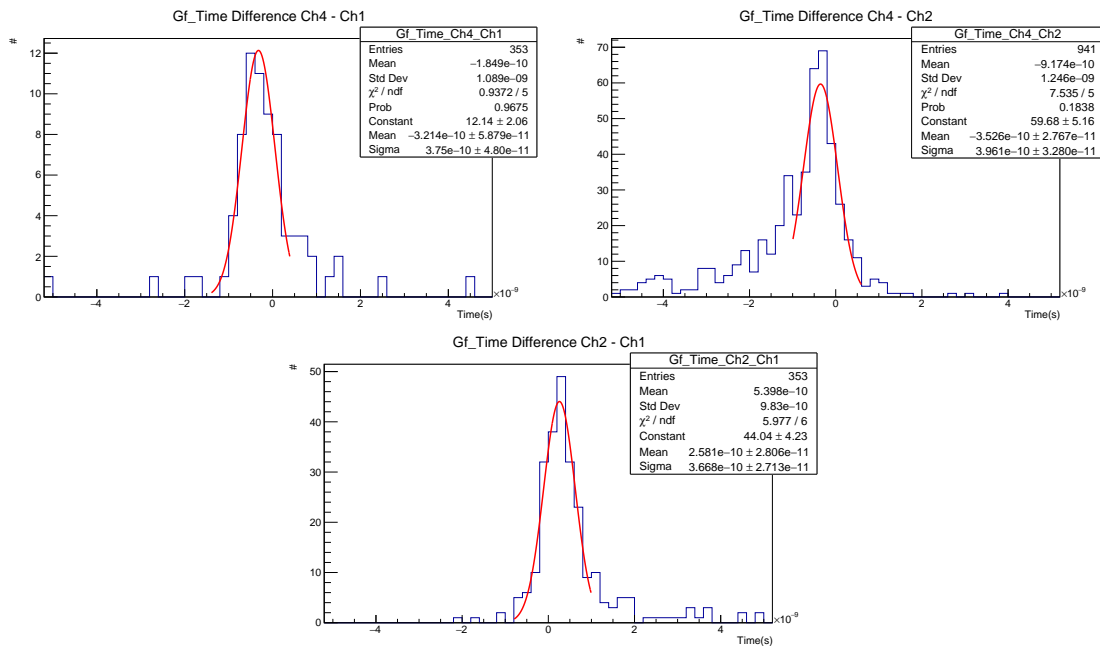 Gf_Time Difference Ch4 - Ch1
#
Gf_Time_Ch4_Ch1
Entries 353
Mean −1.849e−10
Std Dev 1.089e−09
χ² / ndf 0.9372 / 5
Prob 0.9675
Constant 12.14 ± 2.06
Mean −3.214e−10 ± 5.879e−11
Sigma 3.75e−10 ± 4.80e−11
12
10
8
6
4
2
0
−4 −2 0 2 4
×10⁻⁹
Time(s)
Gf_Time Difference Ch4 - Ch2
#
Gf_Time_Ch4_Ch2
Entries 941
Mean −9.174e−10
Std Dev 1.246e−09
χ² / ndf 7.535 / 5
Prob 0.1838
Constant 59.68 ± 5.16
Mean −3.526e−10 ± 2.767e−11
Sigma 3.961e−10 ± 3.280e−11
70
60
50
40
30
20
10
0
−4 −2 0 2 4
×10⁻⁹
Time(s)
Gf_Time Difference Ch2 - Ch1
#
Gf_Time_Ch2_Ch1
Entries 353
Mean 5.398e−10
Std Dev 9.83e−10
χ² / ndf 5.977 / 6
Constant 44.04 ± 4.23
Mean 2.581e−10 ± 2.806e−11
Sigma 3.668e−10 ± 2.713e−11
50
40
30
20
10
0
−4 −2 0 2 4
×10⁻⁹
Time(s)